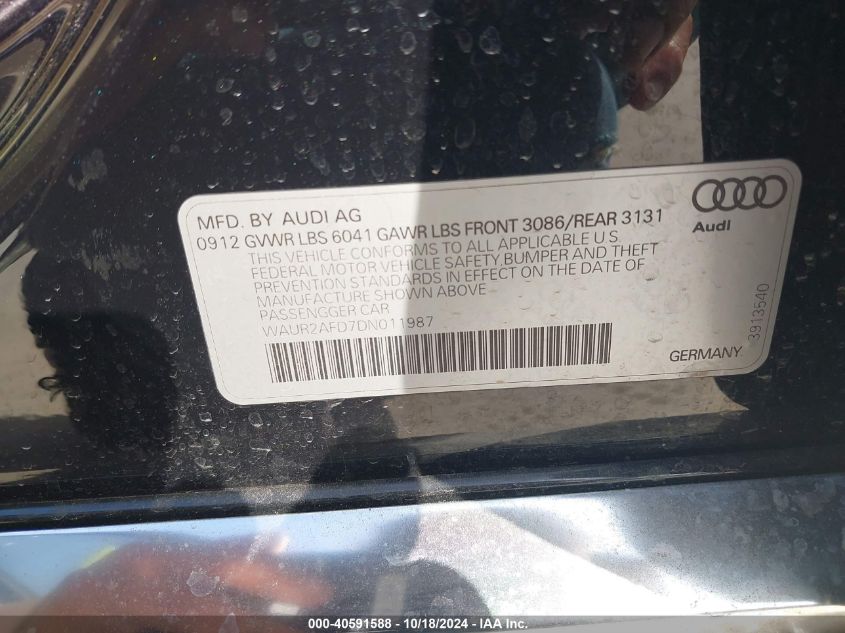 MFD. BY AUDI AG
0912 GVWR LBS 6041 GAWR LBS FRONT 3086/REAR 3131
THIS VEHICLE CONFORMS TO ALL APPLICABLE U S
FEDERAL MOTOR VEHICLE SAFETY,BUMPER AND THEFT
PREVENTION STANDARDS IN EFFECT ON THE DATE OF
MANUFACTURE SHOWN ABOVE
PASSENGER CAR
WAUR2AFD7DN011987
Audi
3913540
GERMANY
000-40591588 - 10/18/2024 - IAA Inc.